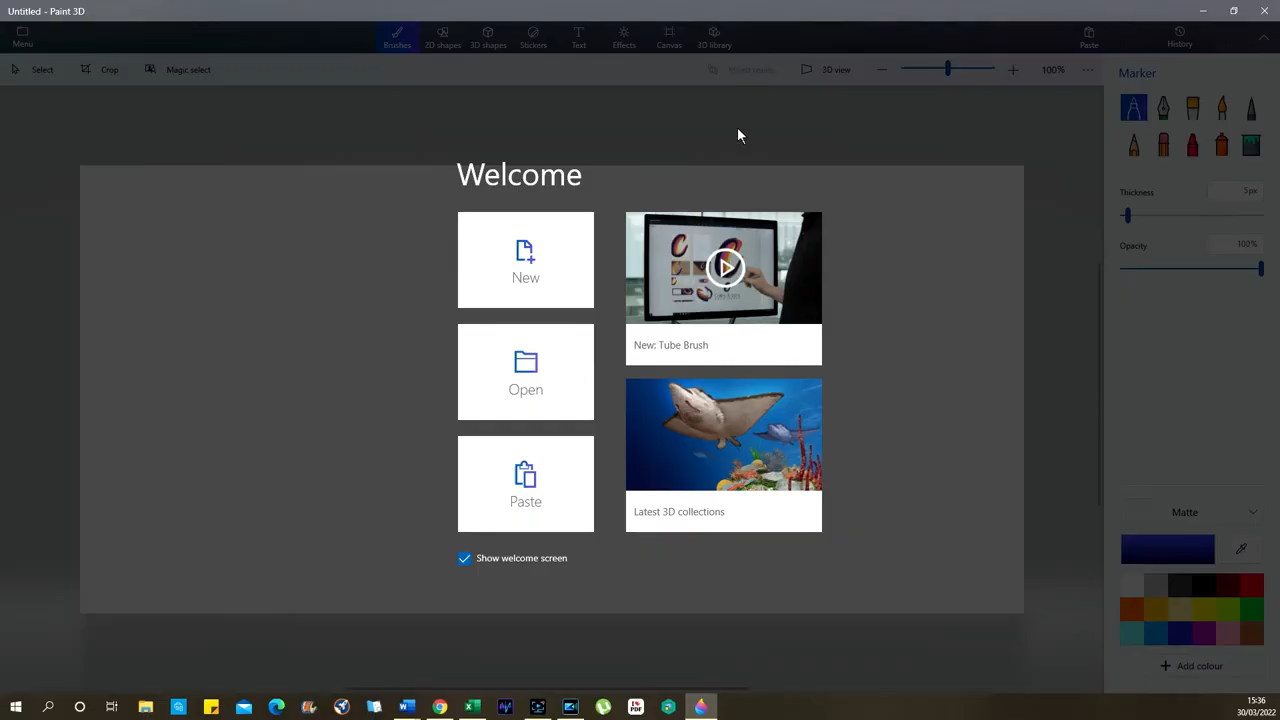 Untitled - Paint 3D
Menu
Brushes
2D shapes
3D shapes
Stickers
Text
Effects
Canvas
3D library
Paste
History
Select
Crop
Magic select
3D view
100%
Marker
Thickness
5px
Opacity
100%
Welcome
New
Open
Paste
New: Tube Brush
Latest 3D collections
Show welcome screen
Matte
Add colour
15:36
30/03/2022